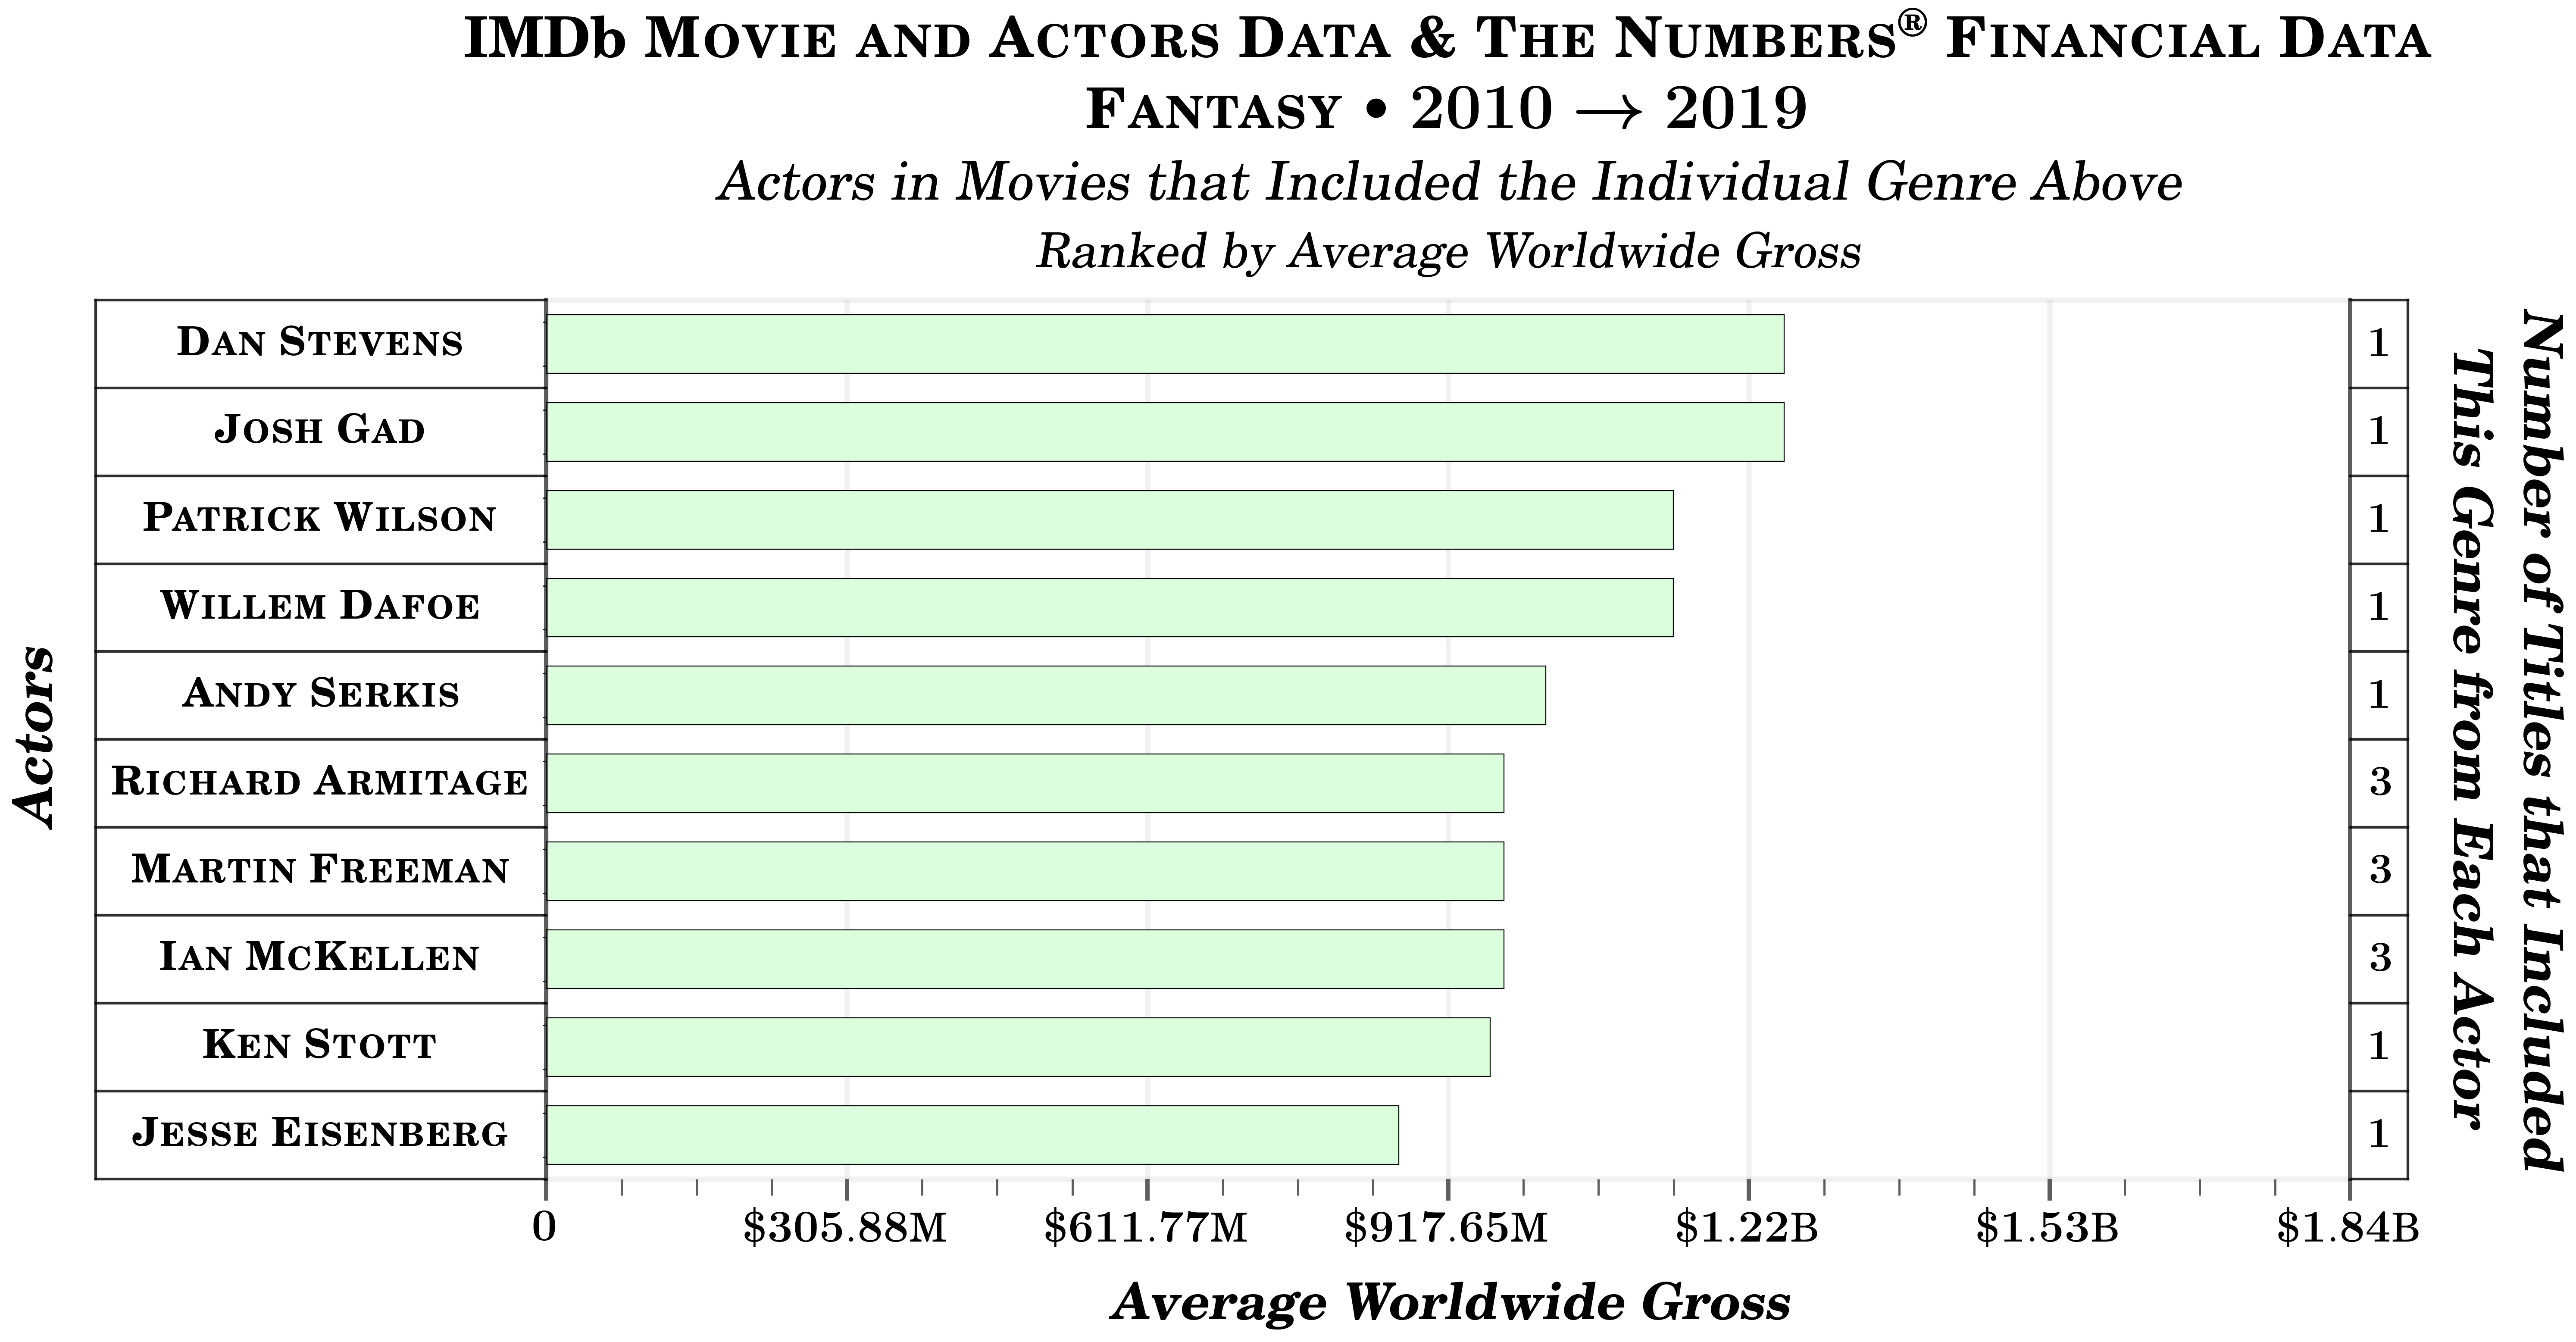 IMDb Movie and Actors Data & The Numbers® Financial Data
Fantasy • 2010 → 2019
Actors in Movies that Included the Individual Genre Above
Ranked by Average Worldwide Gross
Actors
Dan Stevens 1
Josh Gad 1
Patrick Wilson 1
Willem Dafoe 1
Andy Serkis 1
Richard Armitage 3
Martin Freeman 3
Ian McKellen 3
Ken Stott 1
Jesse Eisenberg 1
Number of Titles that Included
This Genre from Each Actor
0 $305.88M $611.77M $917.65M $1.22B $1.53B $1.84B
Average Worldwide Gross